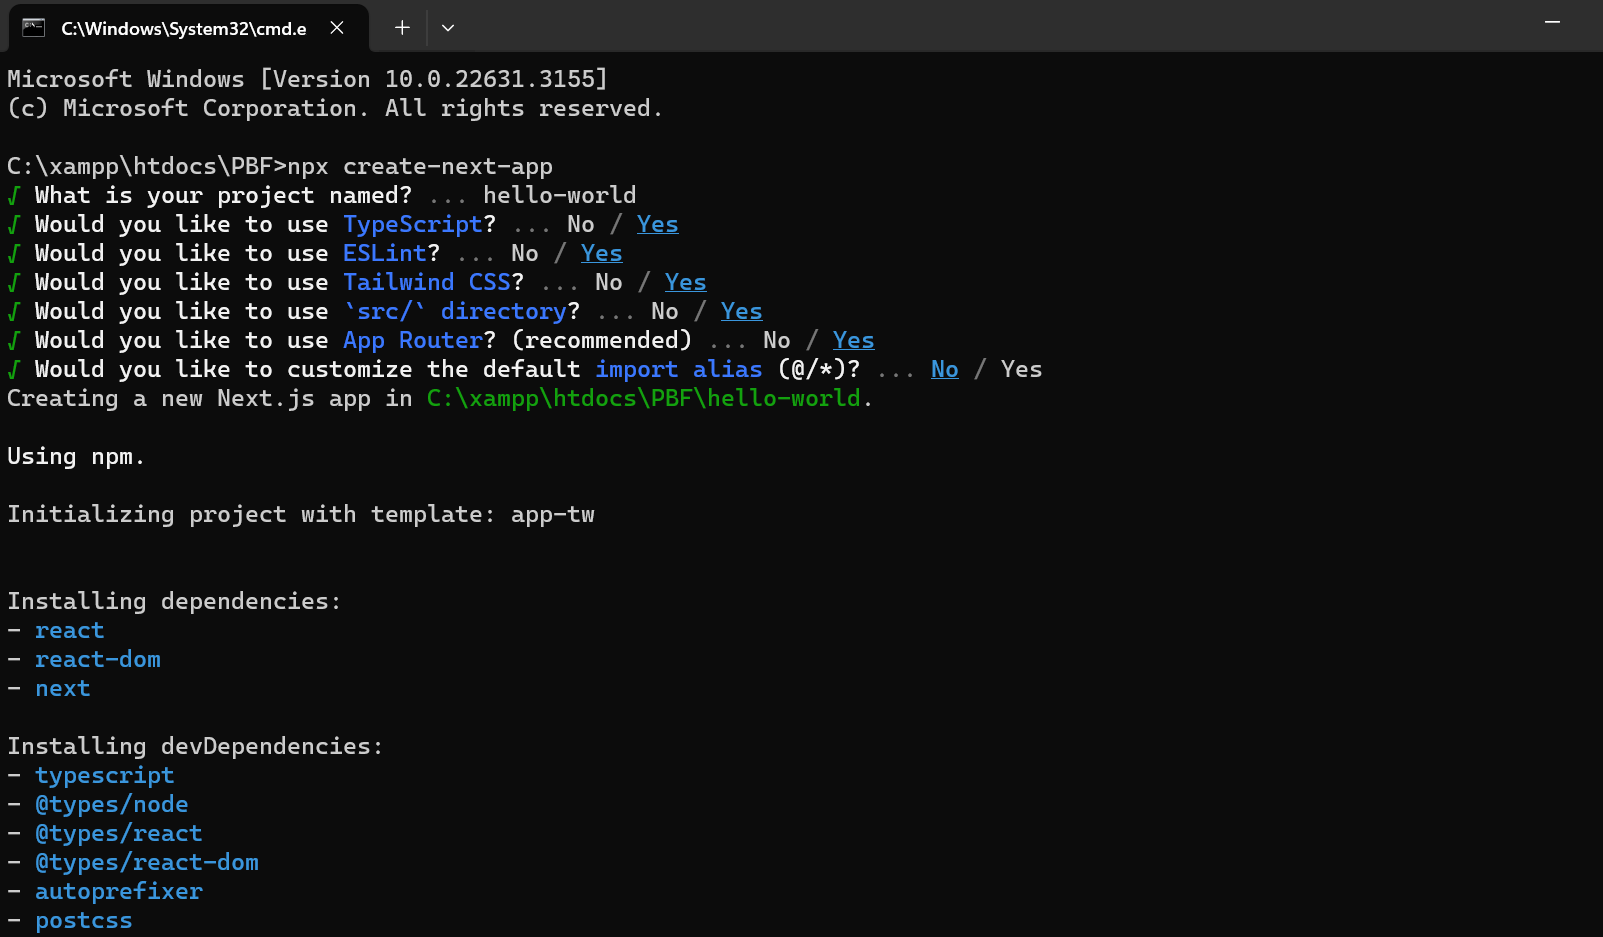 C:\Windows\System32\cmd.e
Microsoft Windows [Version 10.0.22631.3155]
(c) Microsoft Corporation. All rights reserved.
C:\xampp\htdocs\PBF>npx create-next-app
√ What is your project named? ... hello-world
√ Would you like to use TypeScript? ... No / Yes
√ Would you like to use ESLint? ... No / Yes
√ Would you like to use Tailwind CSS? ... No / Yes
√ Would you like to use `src/` directory? ... No / Yes
√ Would you like to use App Router? (recommended) ... No / Yes
√ Would you like to customize the default import alias (@/*)? ... No / Yes
Creating a new Next.js app in C:\xampp\htdocs\PBF\hello-world.
Using npm.
Initializing project with template: app-tw
Installing dependencies:
- react
- react-dom
- next
Installing devDependencies:
- typescript
- @types/node
- @types/react
- @types/react-dom
- autoprefixer
- postcss